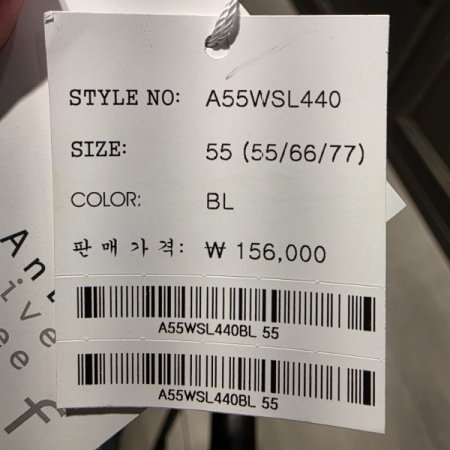 STYLE NO: A55WSL440
SIZE: 55 (55/66/77)
COLOR: BL
판매가격: ₩ 156,000
A55WSL440BL 55
A55WSL440BL 55